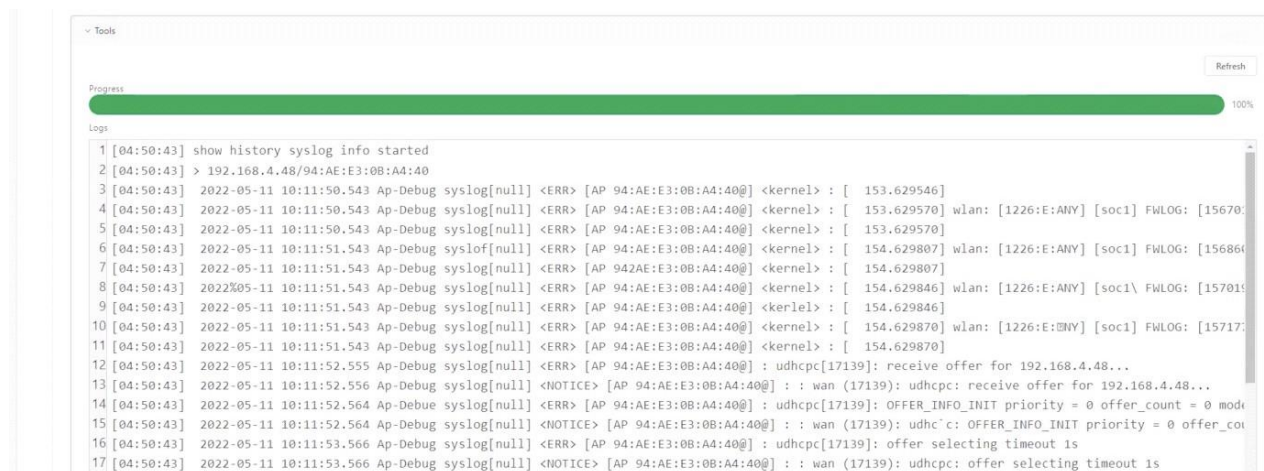 Tools
Refresh
Progress
100%
Logs
1 [04:50:43] show history syslog info started
2 [04:50:43] > 192.168.4.48/94:AE:E3:0B:A4:40
3 [04:50:43] 2022-05-11 10:11:50.543 Ap-Debug syslog[null] <ERR> [AP 94:AE:E3:0B:A4:40@] <kernel> : [ 153.629546]
4 [04:50:43] 2022-05-11 10:11:50.543 Ap-Debug syslog[null] <ERR> [AP 94:AE:E3:0B:A4:40@] <kernel> : [ 153.629570] wlan: [1226:E:ANY] [soc1] FWLOG: [15670
5 [04:50:43] 2022-05-11 10:11:50.543 Ap-Debug syslog[null] <ERR> [AP 94:AE:E3:0B:A4:40@] <kernel> : [ 153.629570]
6 [04:50:43] 2022-05-11 10:11:51.543 Ap-Debug syslof[null] <ERR> [AP 94:AE:E3:0B:A4:40@] <kernel> : [ 154.629807] wlan: [1226:E:ANY] [soc1] FWLOG: [15686
7 [04:50:43] 2022-05-11 10:11:51.543 Ap-Debug syslog[null] <ERR> [AP 942AE:E3:0B:A4:40@] <kernel> : [ 154.629807]
8 [04:50:43] 2022%05-11 10:11:51.543 Ap-Debug syslog[null] <ERR> [AP 94:AE:E3:0B:A4:40@] <kernel> : [ 154.629846] wlan: [1226:E:ANY] [soc1\ FWLOG: [157019
9 [04:50:43] 2022-05-11 10:11:51.543 Ap-Debug syslog[null] <ERR> [AP 94:AE:E3:0B:A4:40@] <kerlel> : [ 154.629846]
10 [04:50:43] 2022-05-11 10:11:51.543 Ap-Debug syslog[null] <ERR> [AP 94:AE:E3:0B:A4:40@] <kernel> : [ 154.629870] wlan: [1226:E:NY] [soc1] FWLOG: [15717
11 [04:50:43] 2022-05-11 10:11:51.543 Ap-Debug syslog[null] <ERR> [AP 94:AE:E3:0B:A4:40@] <kernel> : [ 154.629870]
12 [04:50:43] 2022-05-11 10:11:52.555 Ap-Debug syslog[null] <ERR> [AP 94:AE:E3:0B:A4:40@] : udhcpc[17139]: receive offer for 192.168.4.48...
13 [04:50:43] 2022-05-11 10:11:52.556 Ap-Debug syslog[null] <NOTICE> [AP 94:AE:E3:0B:A4:40@] : : wan (17139): udhcpc: receive offer for 192.168.4.48...
14 [04:50:43] 2022-05-11 10:11:52.564 Ap-Debue syslog[null] <ERR> [AP 94:AE:E3:0B:A4:40@] : udhcpc[17139]: OFFER_INFO_INIT priority = 0 offer_count = 0 mode
15 [04:50:43] 2022-05-11 10:11:52.564 Ap-Debug syslog[null] <NOTICE> [AP 94:AE:E3:0B:A4:40@] : : wan (17139): udhc`c: OFFER_INFO_INIT priority = 0 offer_cou
16 [04:50:43] 2022-05-11 10:11:53.566 Ap-Debug syslog[null] <ERR> [AP 94:AE:E3:0B:A4:40@] : udhcpc[17139]: offer selecting timeout 1s
17 [04:50:43] 2022-05-11 10:11:53.566 Ap-Debug syslog[null] <NOTICE> [AP 94:AE:E3:0B:A4:40@] : : wan (17139): udhcpc: offer selecting timeout 1s